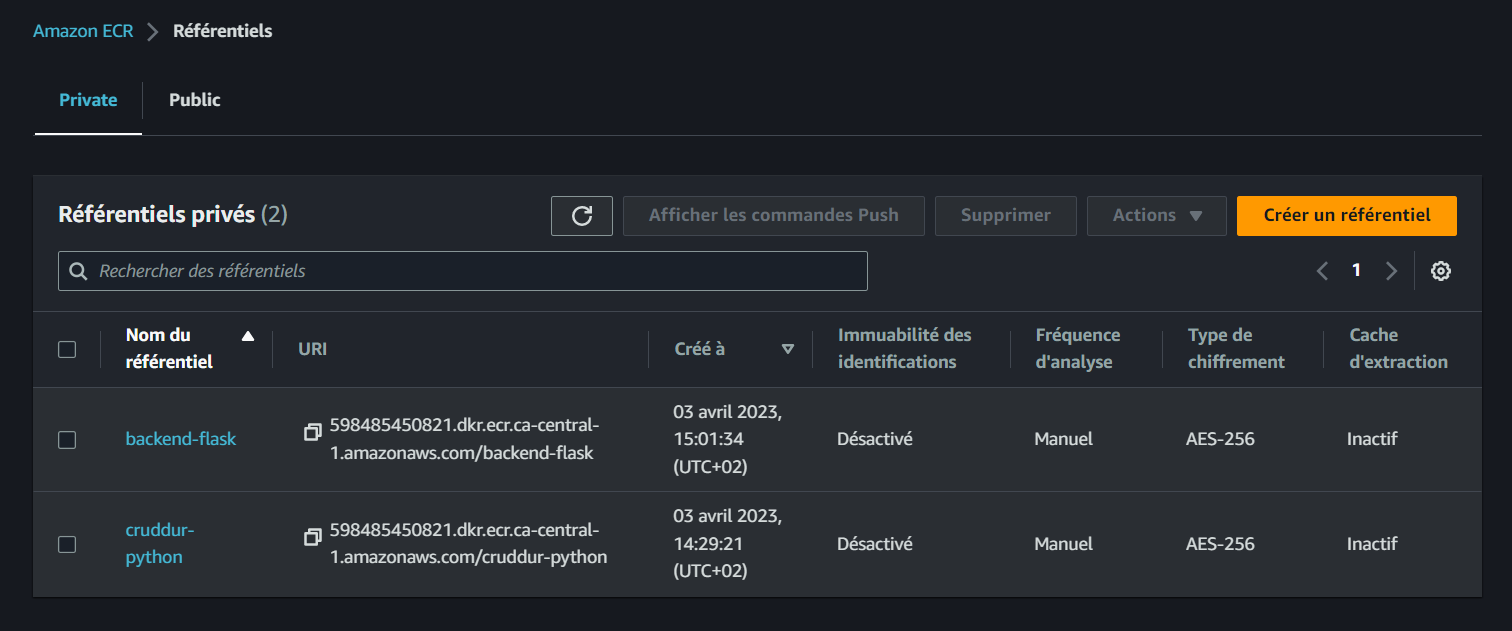 Amazon ECR > Référentiels
Private
Public
Référentiels privés (2)
Afficher les commandes Push
Supprimer
Actions
Créer un référentiel
Rechercher des référentiels
1
Nom du
référentiel
URI
Créé à
Immuabilité des
identifications
Fréquence
d'analyse
Type de
chiffrement
Cache
d'extraction
backend-flask
598485450821.dkr.ecr.ca-central-
1.amazonaws.com/backend-flask
03 avril 2023,
15:01:34
(UTC+02)
Désactivé
Manuel
AES-256
Inactif
cruddur-
python
598485450821.dkr.ecr.ca-central-
1.amazonaws.com/cruddur-python
03 avril 2023,
14:29:21
(UTC+02)
Désactivé
Manuel
AES-256
Inactif